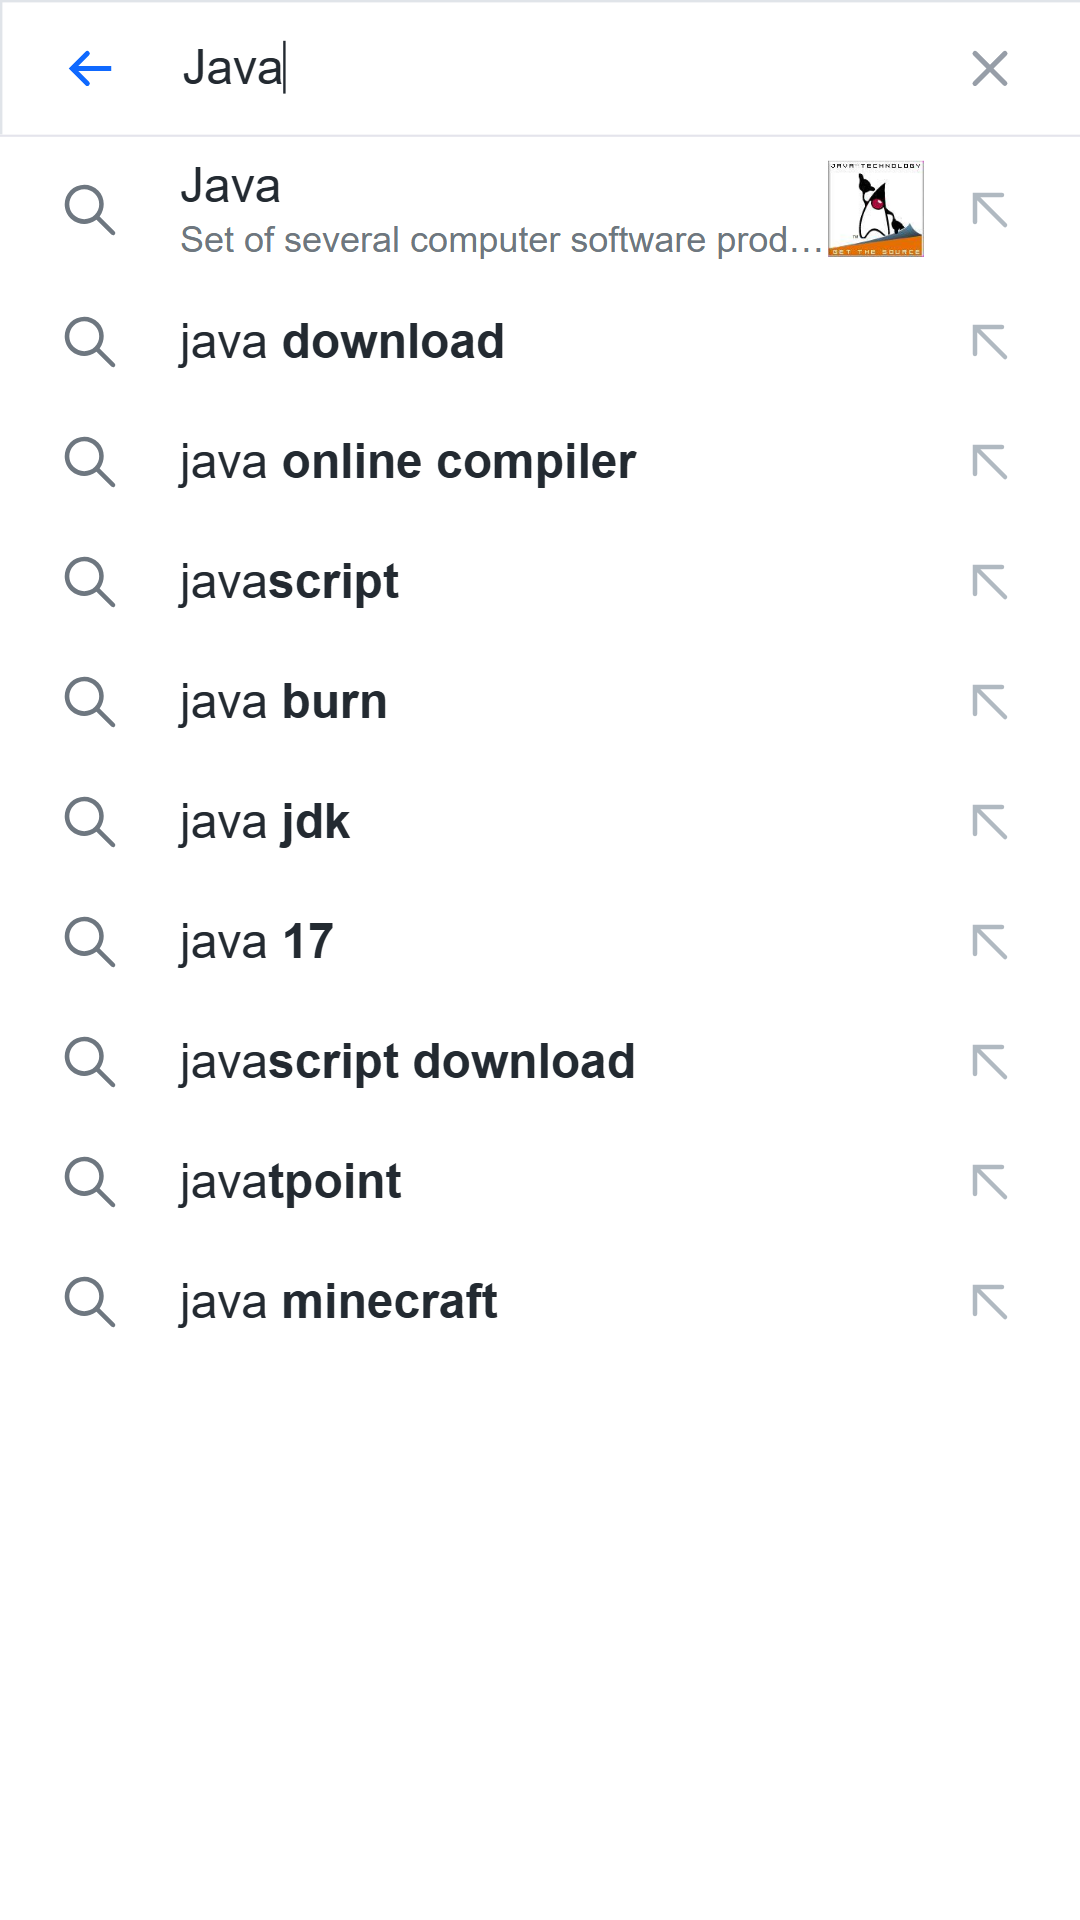 Java
Java
Set of several computer software prod...
JAVA TECHNOLOGY
GET THE SOURCE
java download
java online compiler
javascript
java burn
java jdk
java 17
javascript download
javatpoint
java minecraft